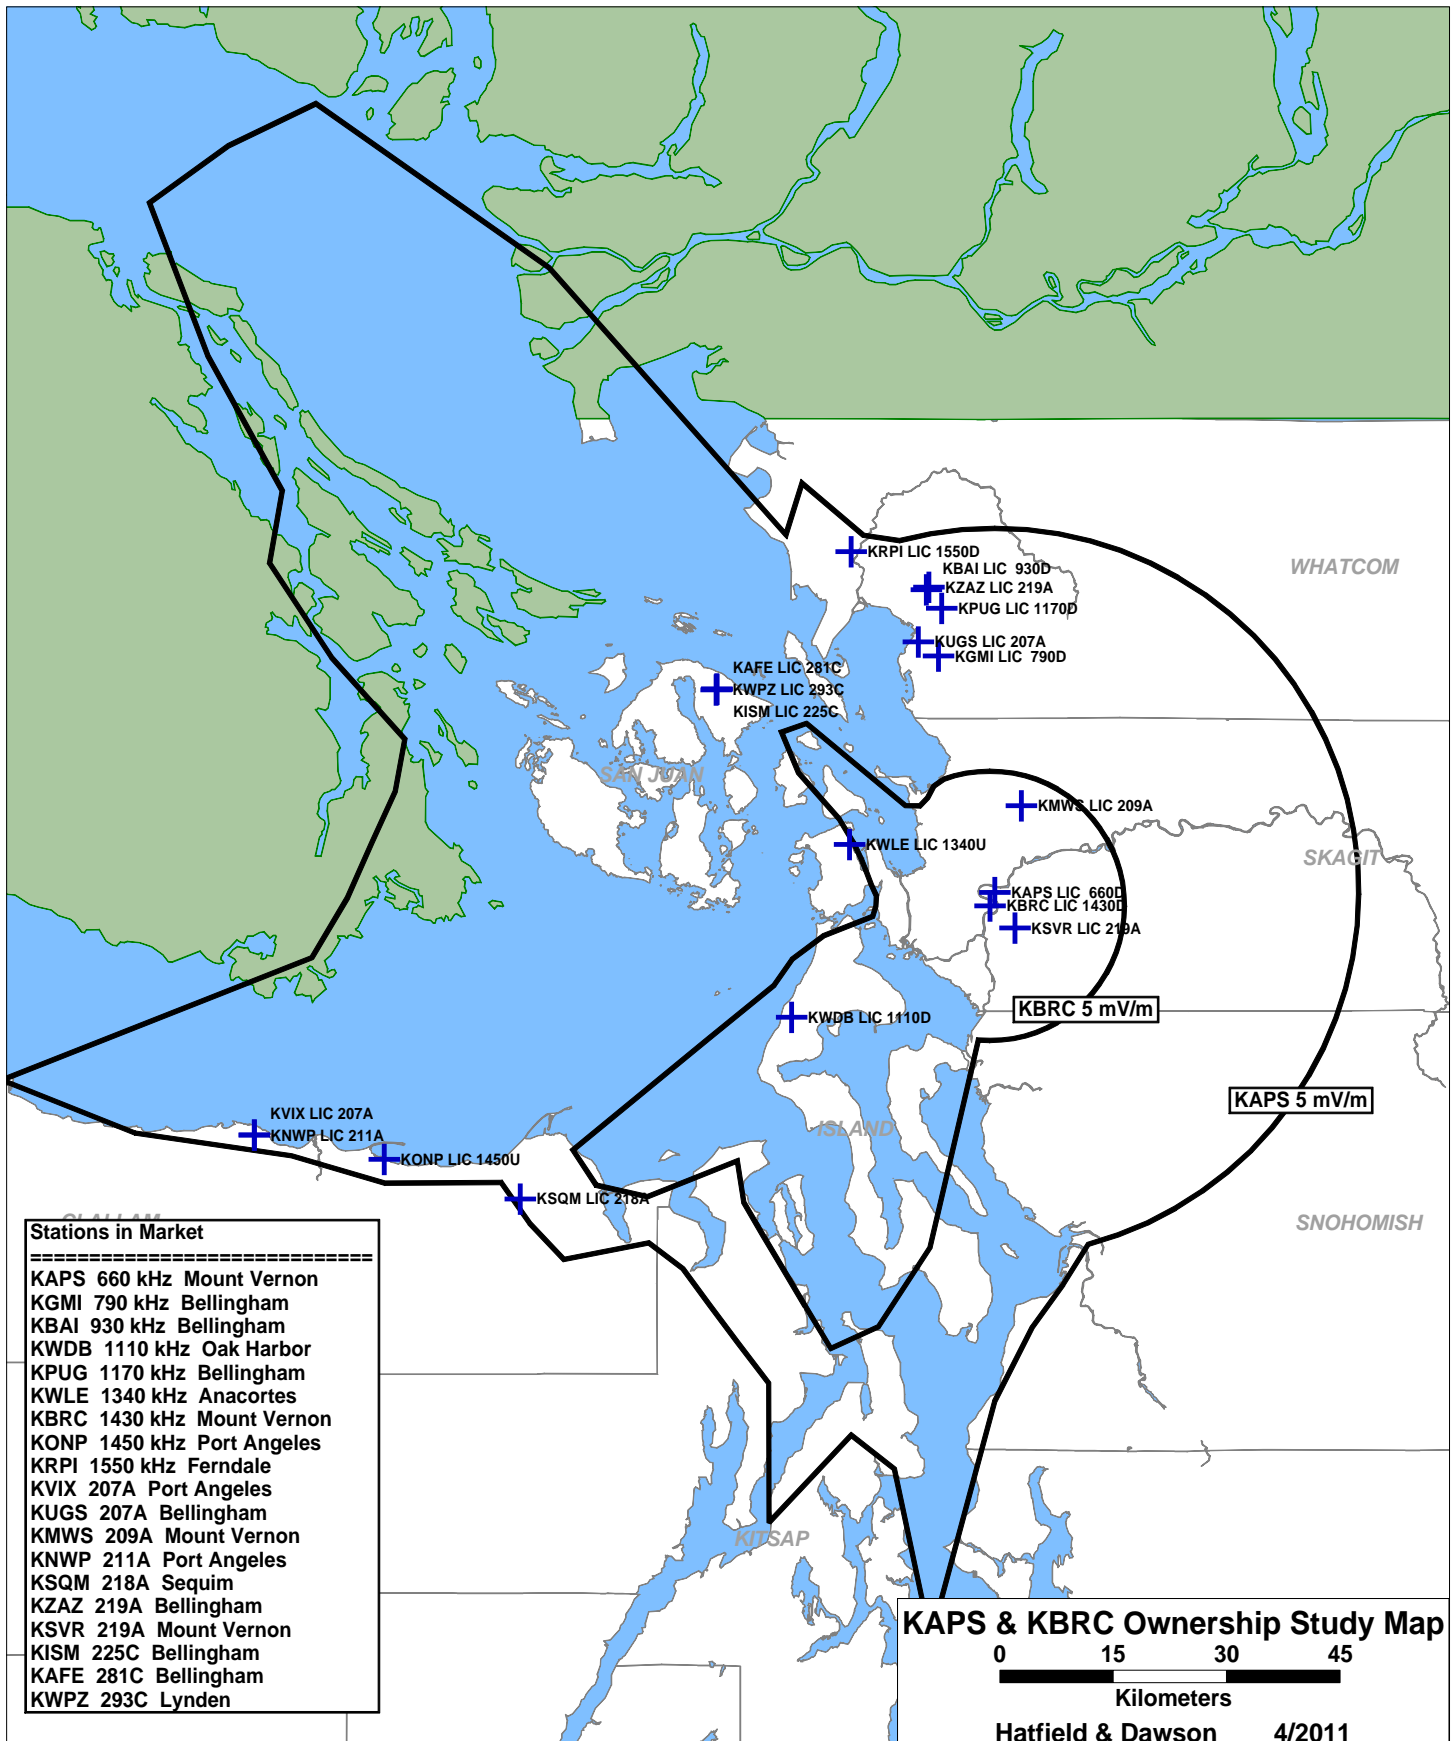 KRPI LIC 1550D
KBAI LIC  930D
KZAZ LIC 219A
KPUG LIC 1170D
WHATCOM
KUGS LIC 207A
KGMI LIC  790D
KAFE LIC 281C
KWPZ LIC 293C
KISM LIC 225C
SAN JUAN
KMWS LIC 209A
KWLE LIC 1340U
SKAGIT
KAPS LIC  660D
KBRC LIC 1430D
KSVR LIC 219A
KBRC 5 mV/m
KWDB LIC 1110D
KAPS 5 mV/m
KVIX LIC 207A
KNWP LIC 211A
ISLAND
KONP LIC 1450U
KSQM LIC 218A
CLALLAM
SNOHOMISH
Stations in Market
=============================
KAPS  660 kHz  Mount Vernon
KGMI  790 kHz  Bellingham
KBAI  930 kHz  Bellingham
KWDB  1110 kHz  Oak Harbor
KPUG  1170 kHz  Bellingham
KWLE  1340 kHz  Anacortes
KBRC  1430 kHz  Mount Vernon
KONP  1450 kHz  Port Angeles
KRPI  1550 kHz  Ferndale
KVIX  207A  Port Angeles
KUGS  207A  Bellingham
KMWS  209A  Mount Vernon
KNWP  211A  Port Angeles
KSQM  218A  Sequim
KZAZ  219A  Bellingham
KSVR  219A  Mount Vernon
KISM  225C  Bellingham
KAFE  281C  Bellingham
KWPZ  293C  Lynden
KITSAP
KAPS & KBRC Ownership Study Map
0 15 30 45
Kilometers
Hatfield & Dawson 4/2011